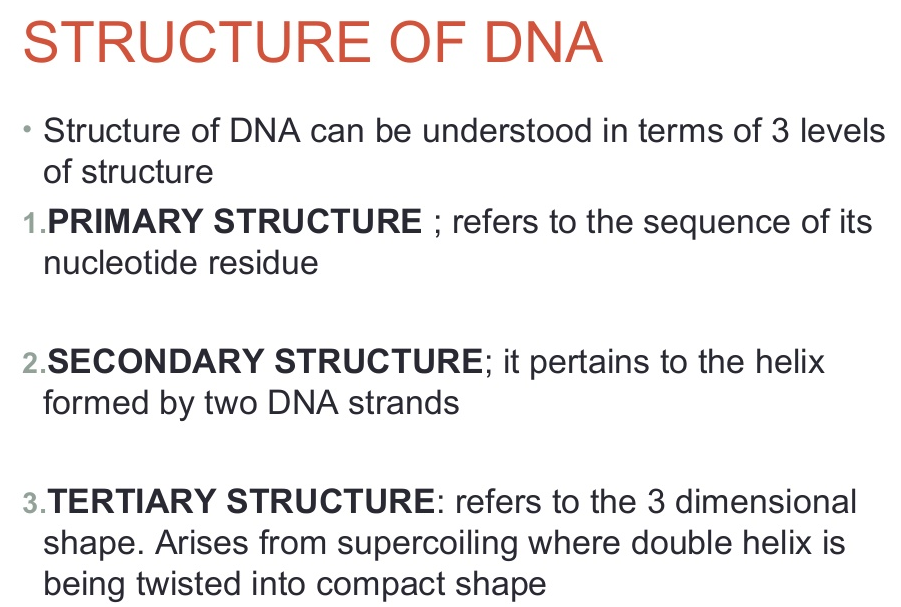 STRUCTURE OF DNA
• Structure of DNA can be understood in terms of 3 levels
of structure
1.PRIMARY STRUCTURE ; refers to the sequence of its
nucleotide residue
2.SECONDARY STRUCTURE; it pertains to the helix
formed by two DNA strands
3.TERTIARY STRUCTURE: refers to the 3 dimensional
shape. Arises from supercoiling where double helix is
being twisted into compact shape